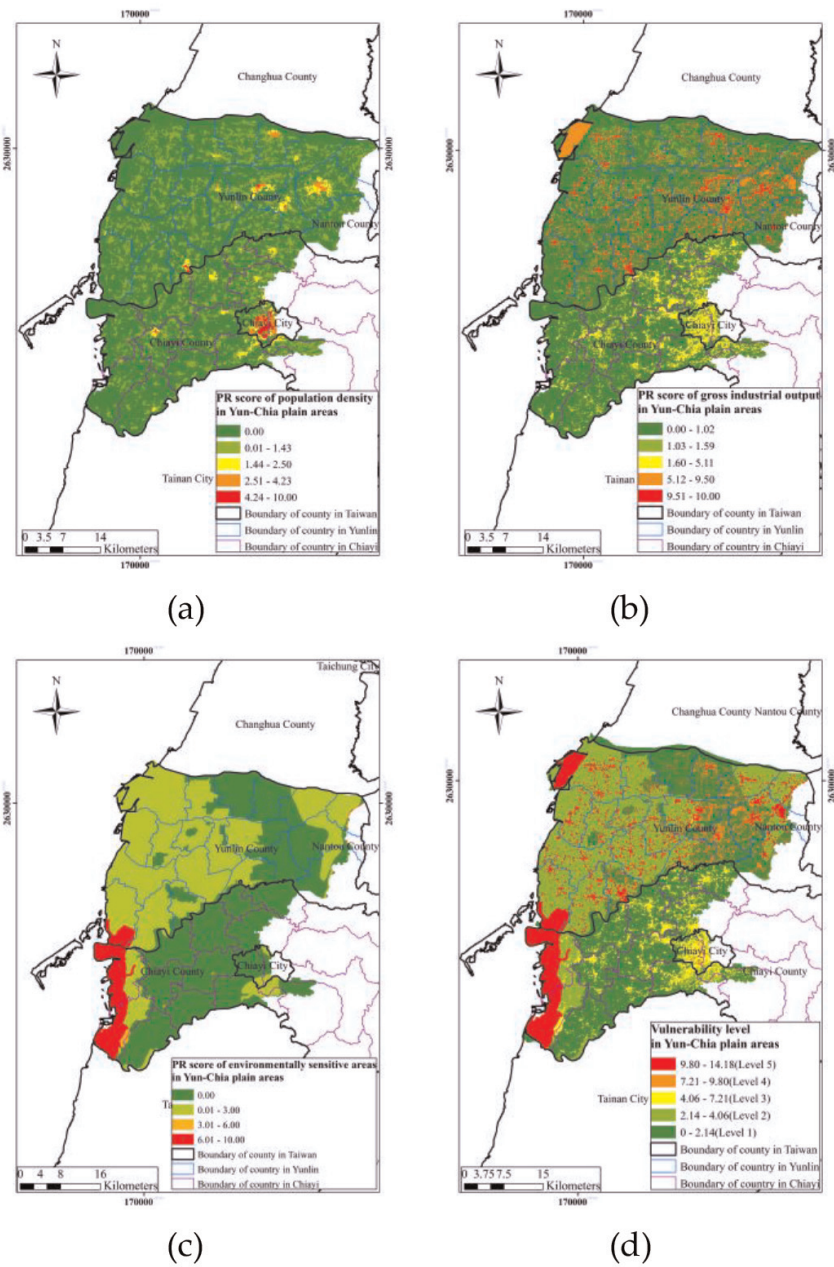 170000
N
Changhua County
2630000
2630000
Yunlin County
Nantou County
Chiayi City
Chiayi County
PR score of population density
in Yun-Chia plain areas
0.00
0.01 - 1.43
1.44 - 2.50
2.51 - 4.23
4.24 - 10.00
Tainan City
Boundary of county in Taiwan
Boundary of country in Yunlin
Boundary of country in Chiayi
0 3.5 7 14
Kilometers
170000
(a)
170000
N
Changhua County
2630000
2630000
Yunlin County
Nantou County
Chiayi City
Chiayi County
PR score of gross industrial output
in Yun-Chia plain areas
0.00 - 1.02
1.03 - 1.59
1.60 - 5.11
5.12 - 9.50
9.51 - 10.00
Tainan
Boundary of county in Taiwan
Boundary of country in Yunlin
Boundary of country in Chiayi
0 3.5 7 14
Kilometers
170000
(b)
170000
Taichung City
N
Changhua County
2630000
2630000
Yunlin County
Nantou County
Chiayi County
Chiayi City
PR score of environmentally sensitive areas
in Yun-Chia plain areas
Ta
0.00
0.01 - 3.00
3.01 - 6.00
6.01 - 10.00
Boundary of county in Taiwan
Boundary of country in Yunlin
Boundary of country in Chiayi
0 4 8 16
Kilometers
170000
(c)
170000
N
Changhua County Nantou County
2630000
2630000
Yunlin County
Nantou County
Chiayi City
Chiayi County
Vulnerability level
in Yun-Chia plain areas
9.80 - 14.18(Level 5)
7.21 - 9.80(Level 4)
4.06 - 7.21(Level 3)
2.14 - 4.06(Level 2)
0 - 2.14(Level 1)
Tainan City
Boundary of county in Taiwan
Boundary of country in Yunlin
Boundary of country in Chiayi
0 3.75 7.5 15
Kilometers
170000
(d)